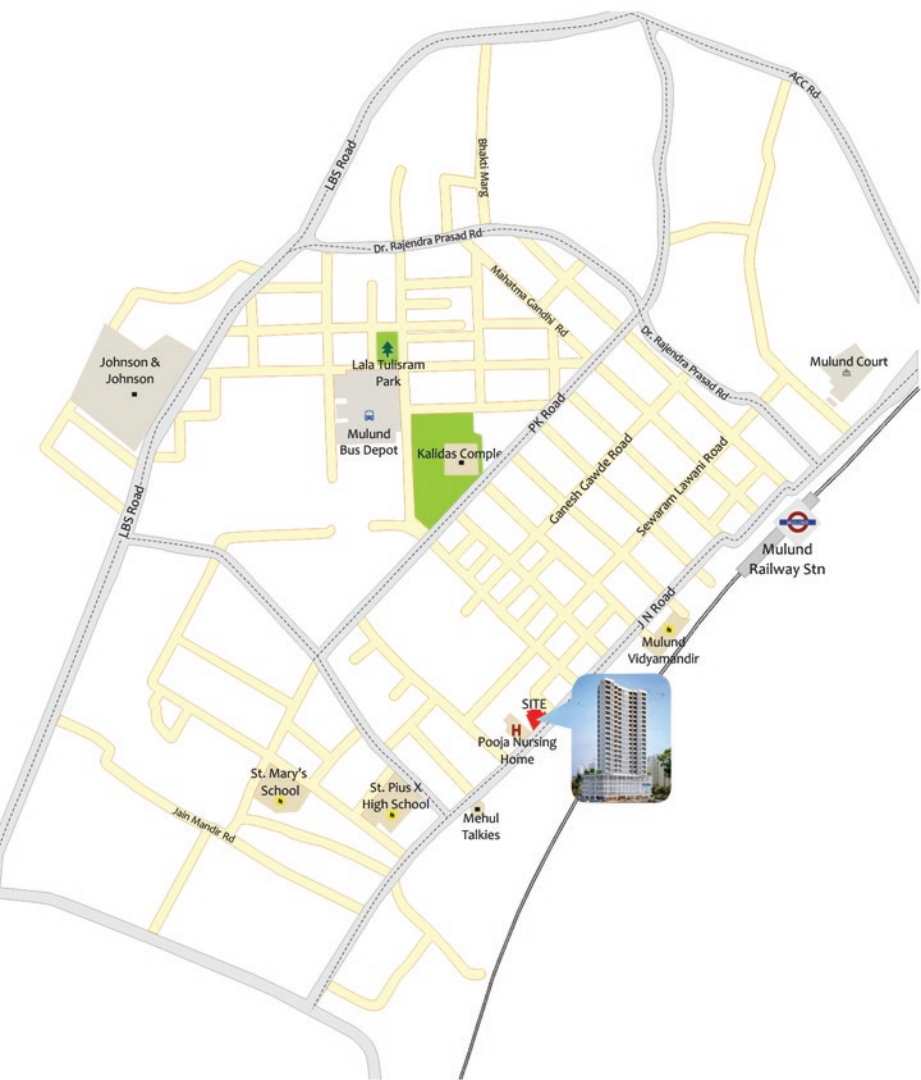 ACC Rd
LBS Road
Bhakti Marg
Dr. Rajendra Prasad Rd
Mahatma Gandhi Rd
Dr. Rajendra Prasad Rd
Johnson &
Johnson
Lala Tulisram
Park
Mulund Court
Mulund
Bus Depot
PK Road
Kalidas Comple
Ganesh Gawde Road
Sewaram Lawani Road
LBS Road
Mulund
Railway Stn
J N Road
Mulund
Vidyamandir
SITE
H
Pooja Nursing
Home
St. Mary's
School
St. Pius X
High School
Mehul
Talkies
Jain Mandir Rd